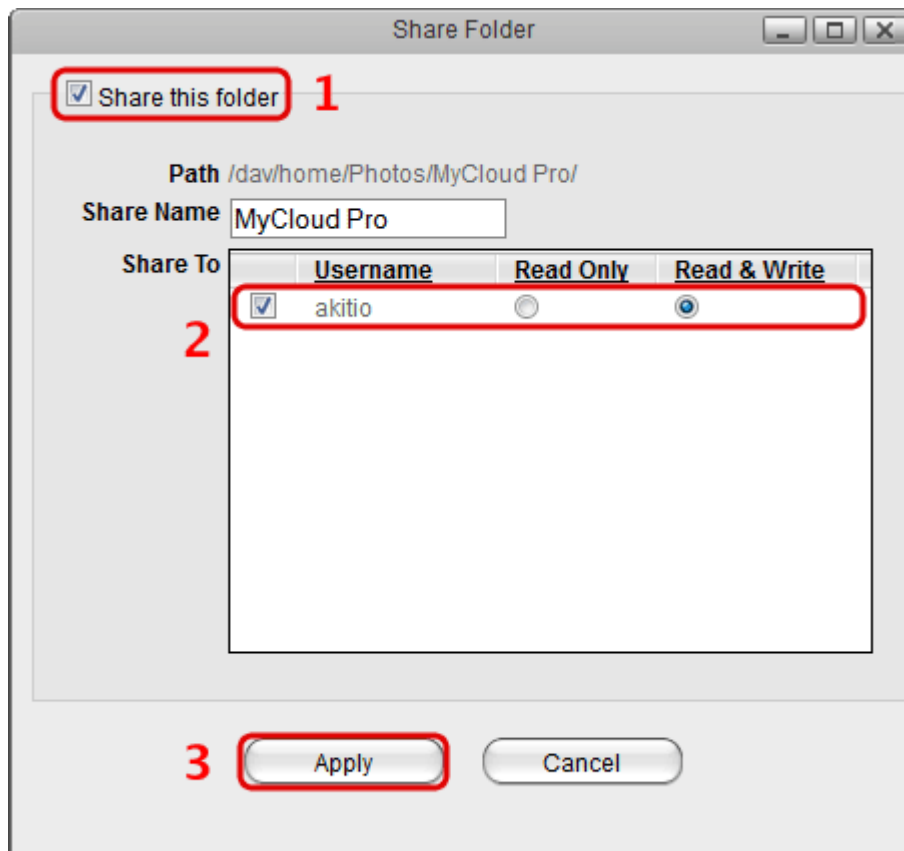 Share Folder
Share this folder 1
Path /dav/home/Photos/MyCloud Pro/
Share Name MyCloud Pro
Share To
Username Read Only Read & Write
akitio
2
3 Apply Cancel